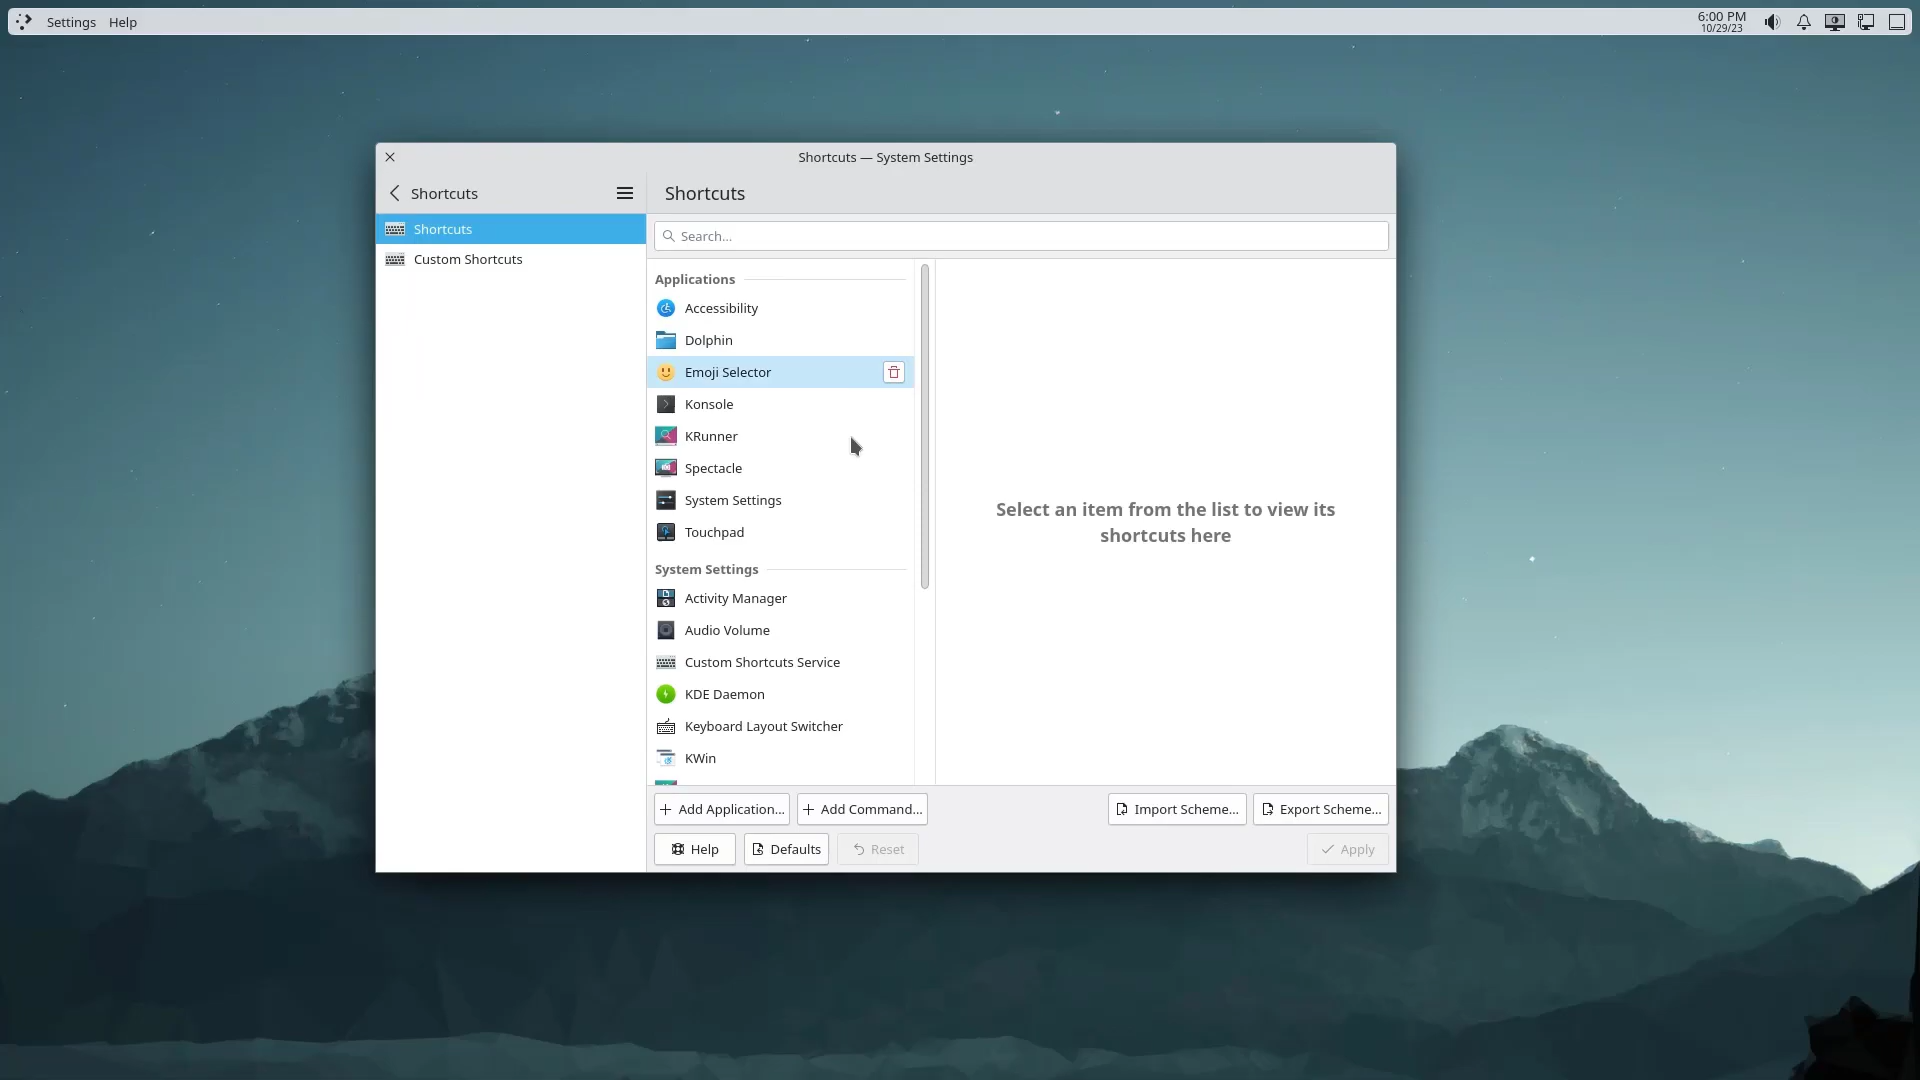 Settings Help
6:00 PM
10/29/23
Shortcuts — System Settings
Shortcuts
Shortcuts
Shortcuts
Custom Shortcuts
Search...
Applications
Accessibility
Dolphin
Emoji Selector
Konsole
KRunner
Spectacle
System Settings
Touchpad
System Settings
Activity Manager
Audio Volume
Custom Shortcuts Service
KDE Daemon
Keyboard Layout Switcher
KWin
Select an item from the list to view its
shortcuts here
Add Application... Add Command... Import Scheme... Export Scheme...
Help Defaults Reset Apply